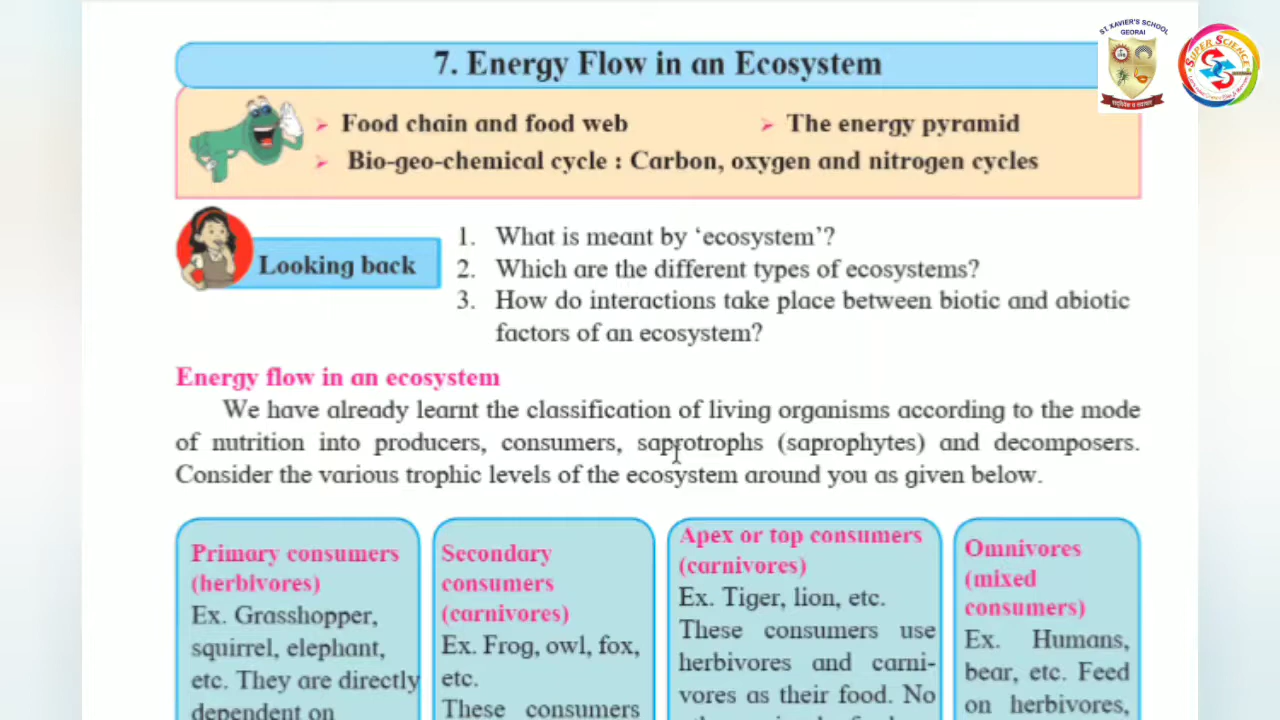 ST. XAVIER'S SCHOOL
GEORAI
SUPER SCIENCE
7. Energy Flow in an Ecosystem
➢ Food chain and food web
➢ The energy pyramid
➢ Bio-geo-chemical cycle : Carbon, oxygen and nitrogen cycles
Looking back
1. What is meant by ‘ecosystem’?
2. Which are the different types of ecosystems?
3. How do interactions take place between biotic and abiotic
factors of an ecosystem?
Energy flow in an ecosystem
We have already learnt the classification of living organisms according to the mode
of nutrition into producers, consumers, saprotrophs (saprophytes) and decomposers.
Consider the various trophic levels of the ecosystem around you as given below.
Primary consumers
(herbivores)
Ex. Grasshopper,
squirrel, elephant,
etc. They are directly
dependent on
Secondary
consumers
(carnivores)
Ex. Frog, owl, fox,
etc.
These consumers
Apex or top consumers
(carnivores)
Ex. Tiger, lion, etc.
These consumers use
herbivores and carni-
vores as their food. No
Omnivores
(mixed
consumers)
Ex. Humans,
bear, etc. Feed
on herbivores,